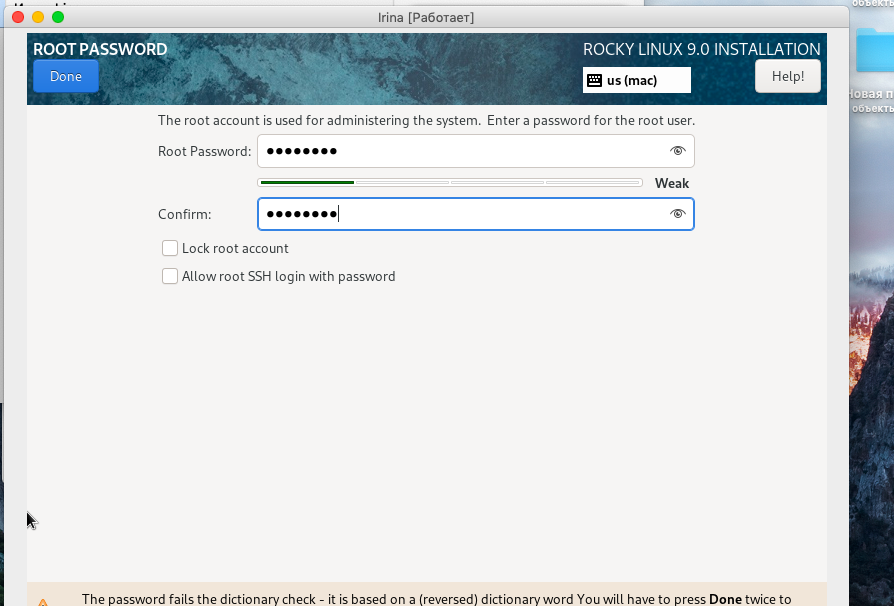 Irina [Работает]
объекты
ROOT PASSWORD
ROCKY LINUX 9.0 INSTALLATION
Done
us (mac)
Help!
Новая п
объекты
The root account is used for administering the system. Enter a password for the root user.
Root Password: ●●●●●●●●
Weak
Confirm: ●●●●●●●●
Lock root account
Allow root SSH login with password
The password fails the dictionary check - it is based on a (reversed) dictionary word You will have to press Done twice to